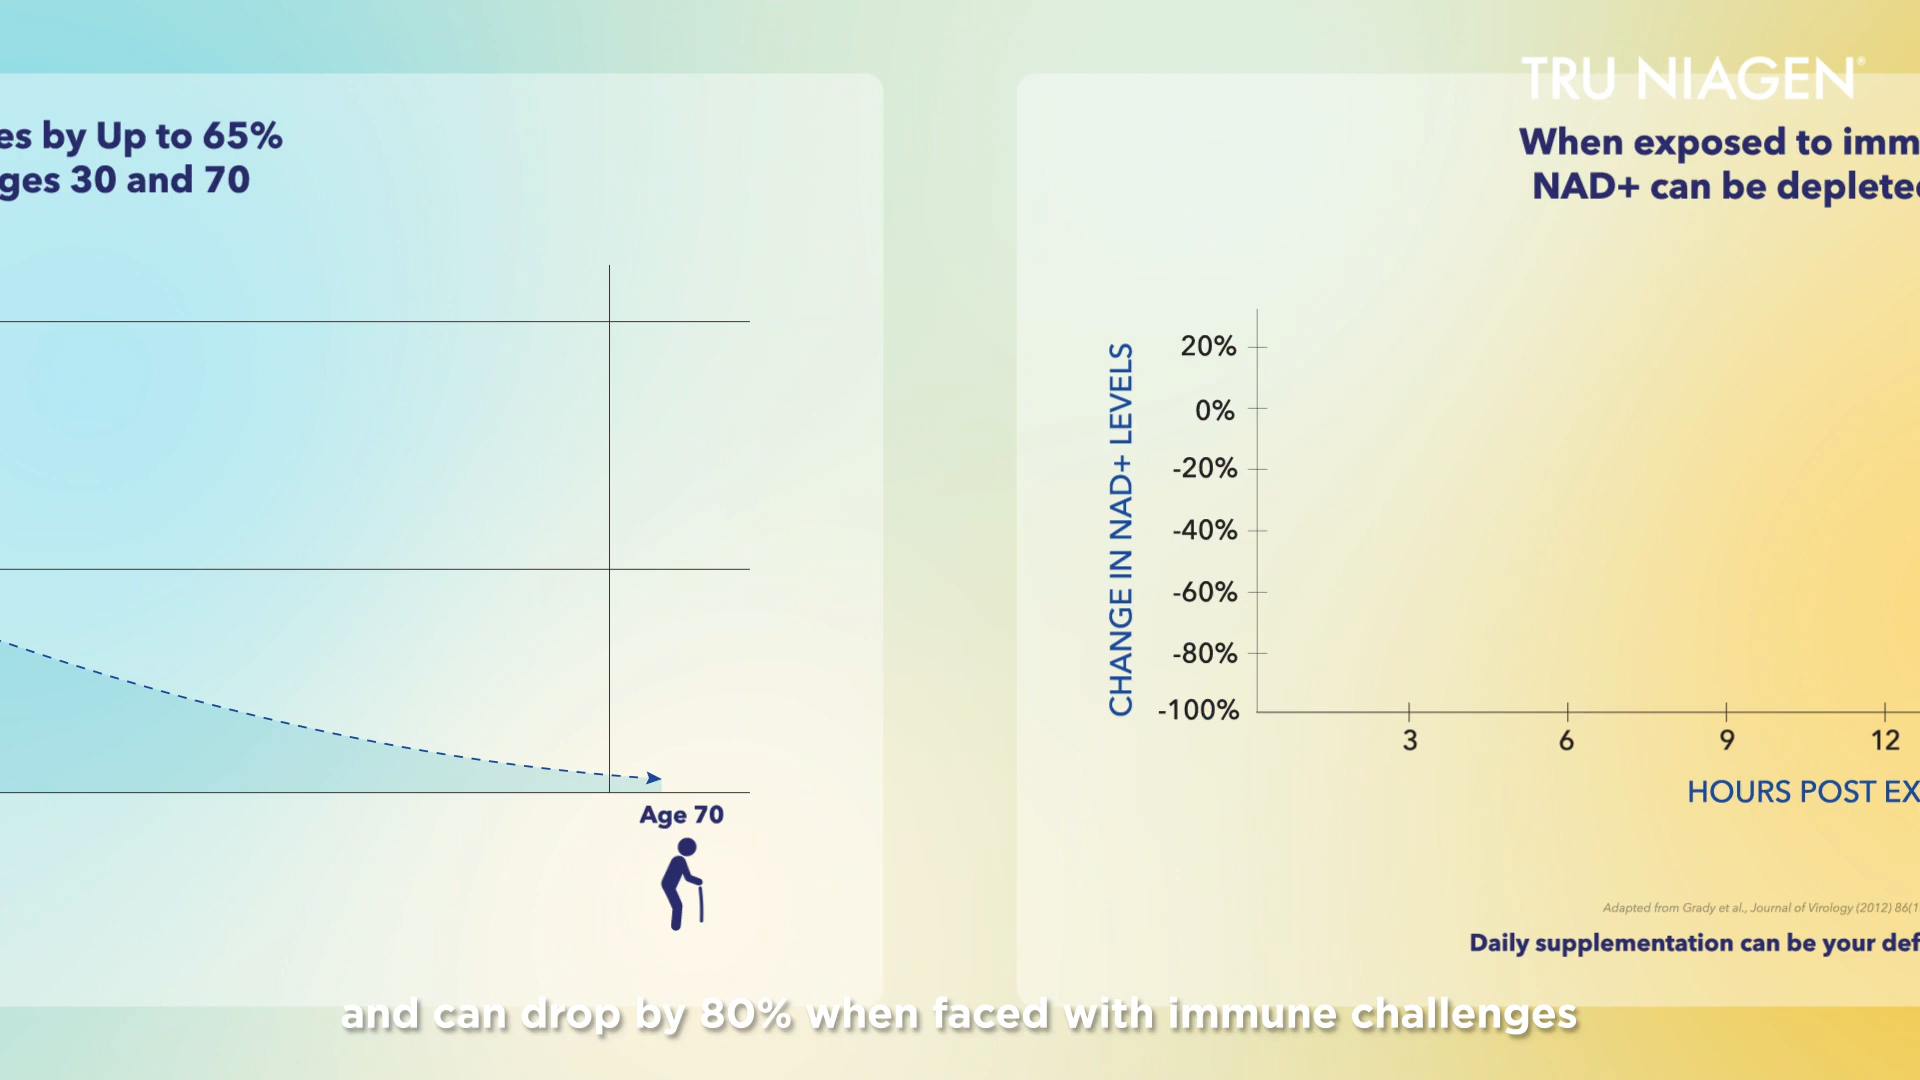 es by Up to 65%
ges 30 and 70
Age 70
TRU NIAGEN®
When exposed to imm
NAD+ can be deplete
CHANGE IN NAD+ LEVELS
20%
0%
-20%
-40%
-60%
-80%
-100%
3 6 9 12
HOURS POST EX
Adapted from Grady et al., Journal of Virology (2012) 86(1
Daily supplementation can be your def
and can drop by 80% when faced with immune challenges